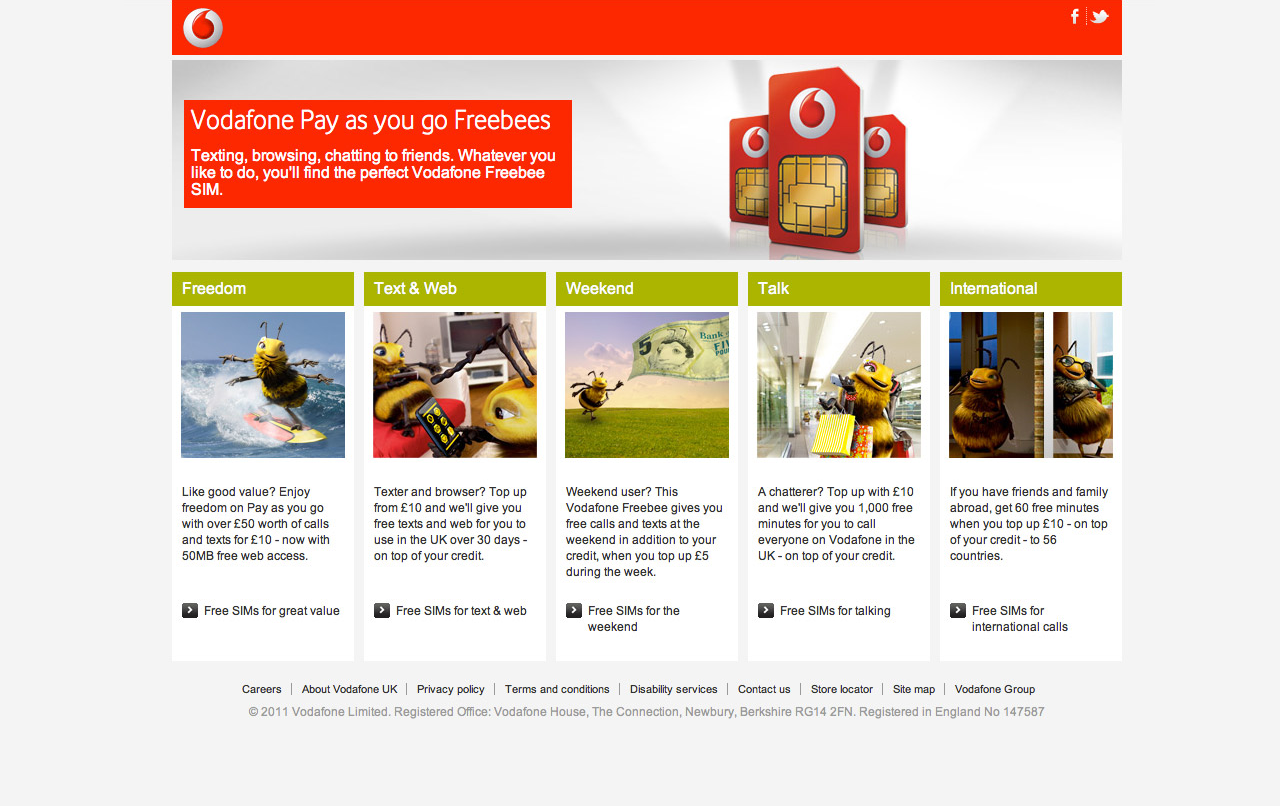 Vodafone Pay as you go Freebees
Texting, browsing, chatting to friends. Whatever you
like to do, you'll find the perfect Vodafone Freebee
SIM.
Freedom
Like good value? Enjoy
freedom on Pay as you go
with over £50 worth of calls
and texts for £10 - now with
50MB free web access.
Free SIMs for great value
Text & Web
Texter and browser? Top up
from £10 and we'll give you
free texts and web for you to
use in the UK over 30 days -
on top of your credit.
Free SIMs for text & web
Weekend
5
Bank
Weekend user? This
Vodafone Freebee gives you
free calls and texts at the
weekend in addition to your
credit, when you top up £5
during the week.
Free SIMs for the
weekend
Talk
A chatterer? Top up with £10
and we'll give you 1,000 free
minutes for you to call
everyone on Vodafone in the
UK - on top of your credit.
Free SIMs for talking
International
If you have friends and family
abroad, get 60 free minutes
when you top up £10 - on top
of your credit - to 56
countries.
Free SIMs for
international calls
Careers About Vodafone UK Privacy policy Terms and conditions Disability services Contact us Store locator Site map Vodafone Group
© 2011 Vodafone Limited. Registered Office: Vodafone House, The Connection, Newbury, Berkshire RG14 2FN. Registered in England No 147587